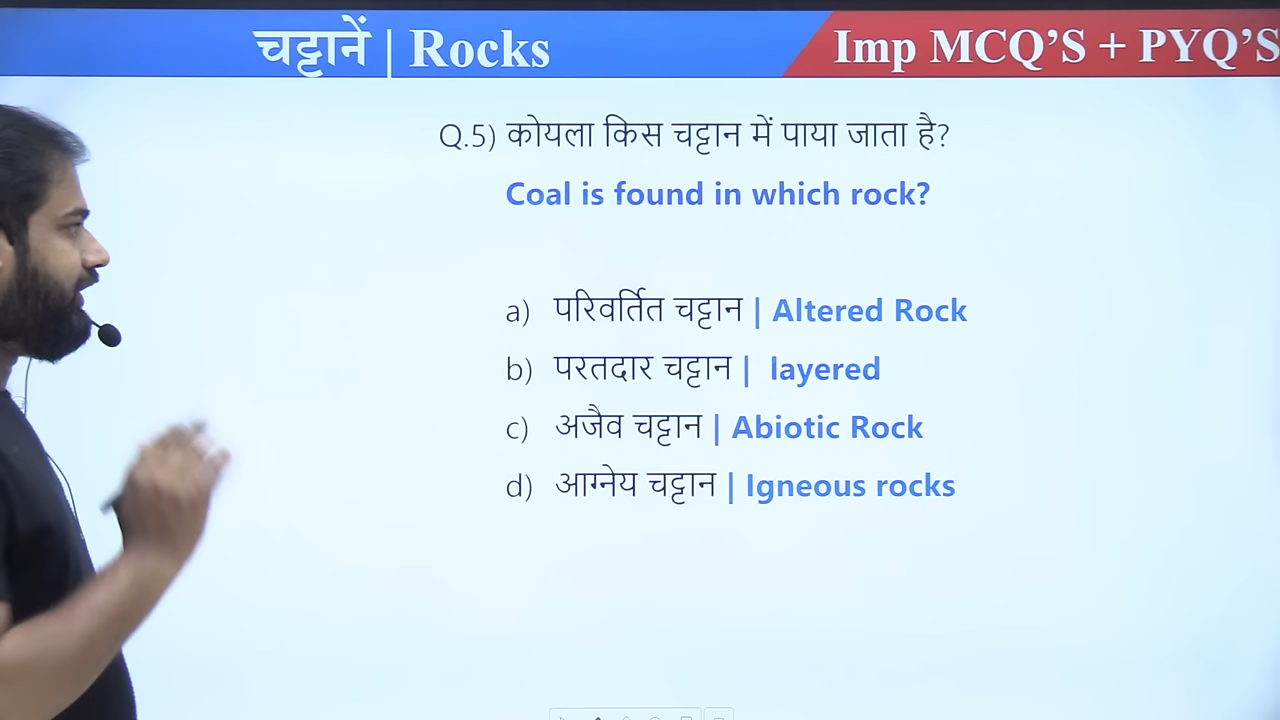 चट्टानें | Rocks
Imp MCQ’S + PYQ’S
Q.5) कोयला किस चट्टान में पाया जाता है?
Coal is found in which rock?
a) परिवर्तित चट्टान | Altered Rock
b) परतदार चट्टान | layered
c) अजैव चट्टान | Abiotic Rock
d) आग्नेय चट्टान | Igneous rocks